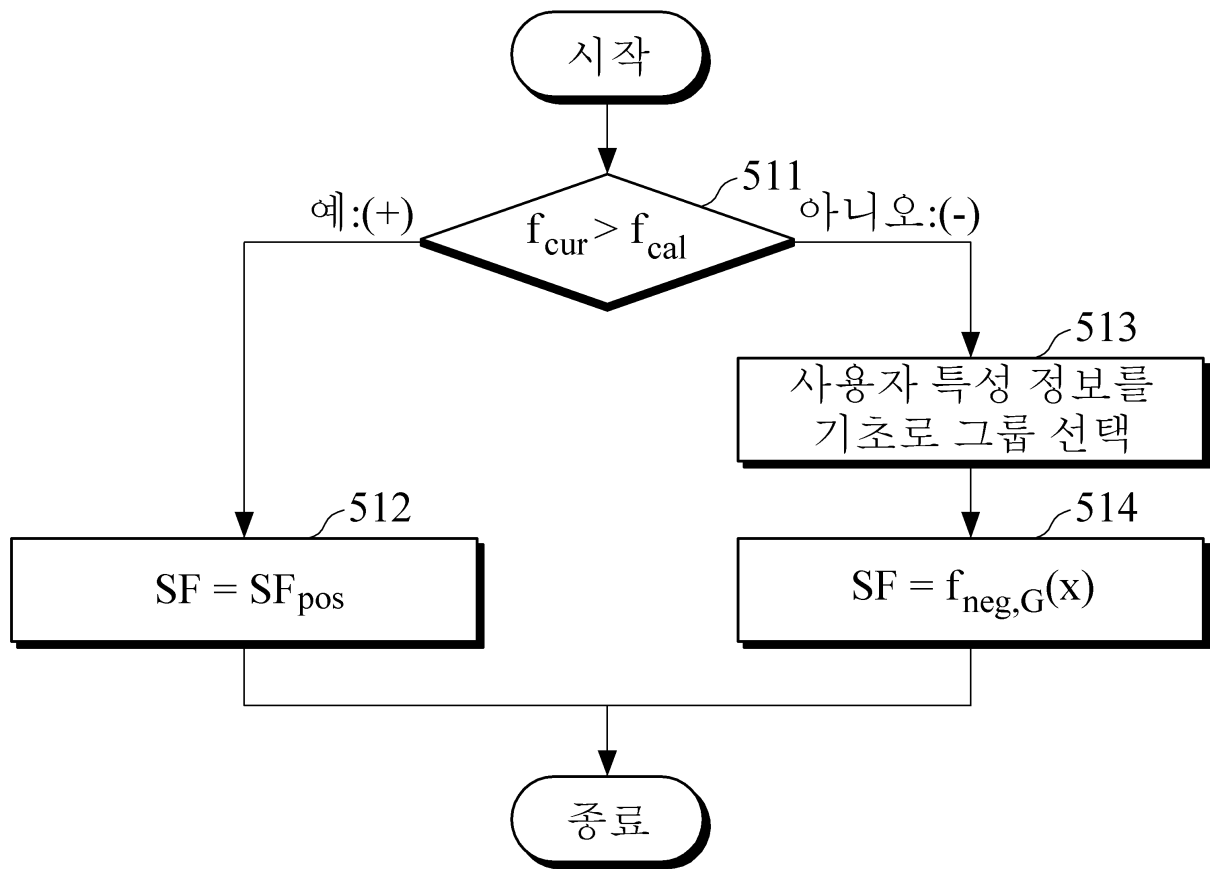 시작
511
예:(+)
f_cur > f_cal
아니오:(-)
513
사용자 특성 정보를
기초로 그룹 선택
512
SF = SF_pos
514
SF = f_neg,G(x)
종료